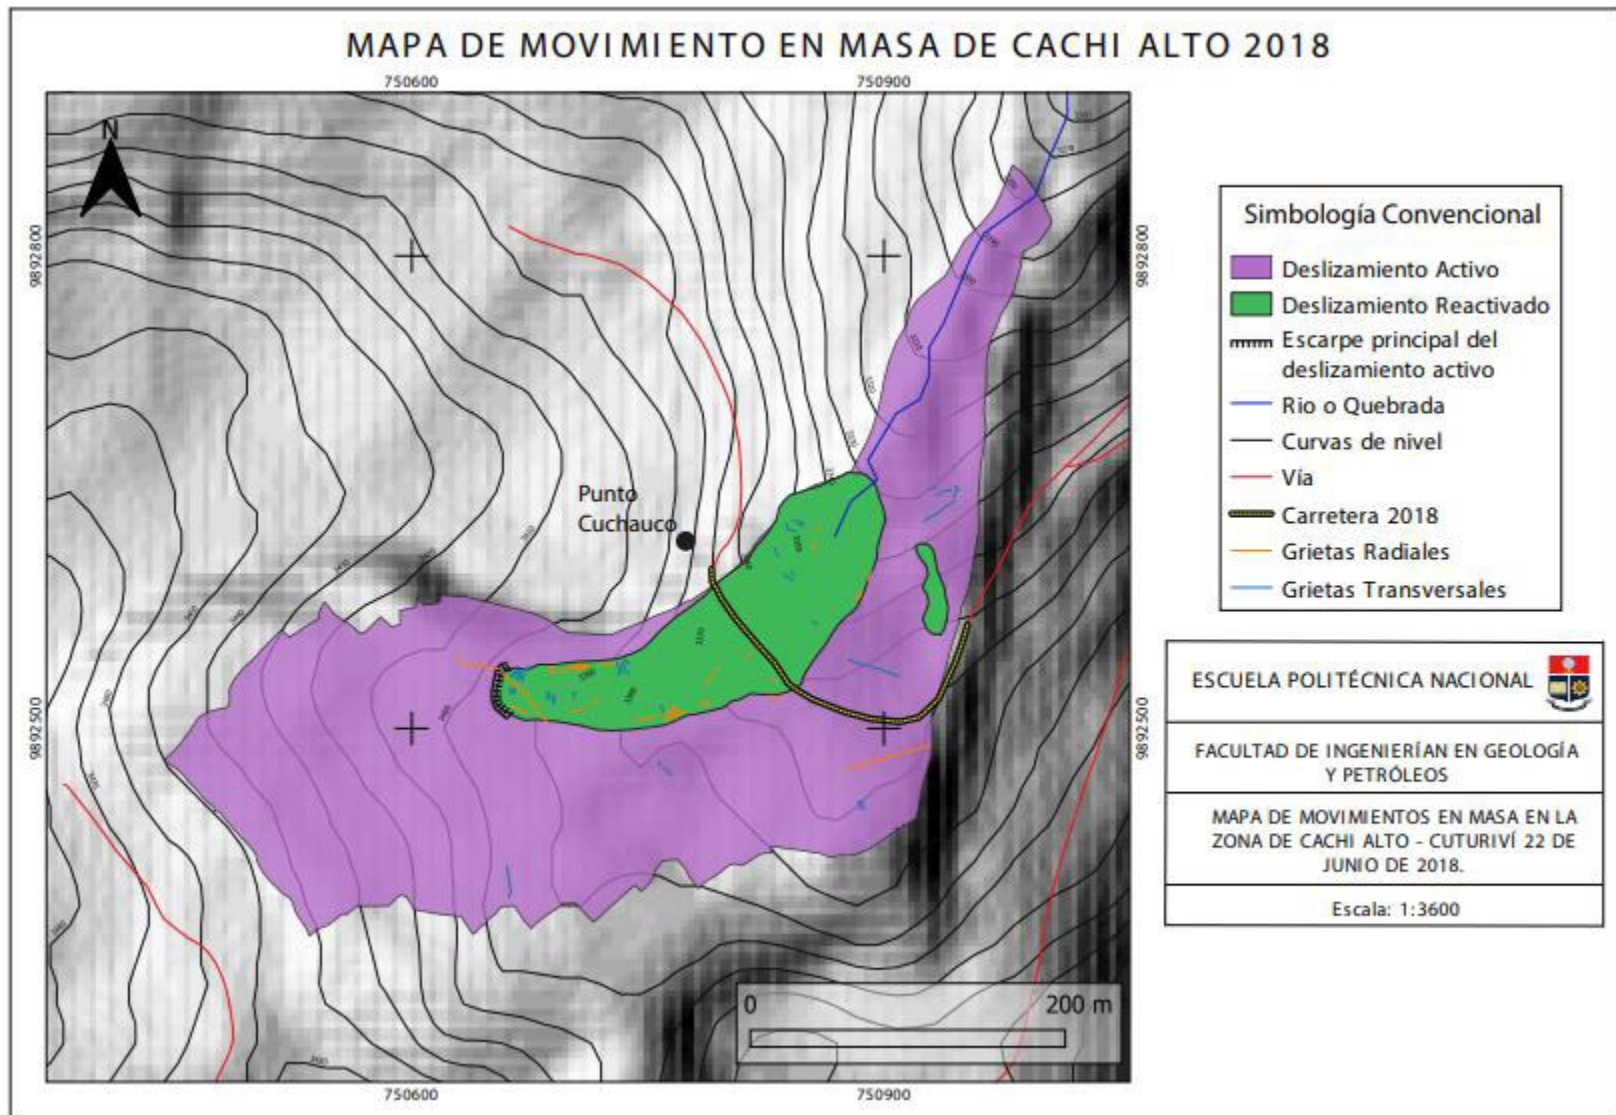 MAPA DE MOVIMIENTO EN MASA DE CACHI ALTO 2018
750600
750900
N
9892800
9892800
Punto
Cuchauco
9892500
9892500
0
200 m
750600
750900
Simbología Convencional
Deslizamiento Activo
Deslizamiento Reactivado
Escarpe principal del
deslizamiento activo
Rio o Quebrada
Curvas de nivel
Vía
Carretera 2018
Grietas Radiales
Grietas Transversales
ESCUELA POLITÉCNICA NACIONAL
FACULTAD DE INGENIERÍAN EN GEOLOGÍA
Y PETRÓLEOS
MAPA DE MOVIMIENTOS EN MASA EN LA
ZONA DE CACHI ALTO - CUTURIVÍ 22 DE
JUNIO DE 2018.
Escala: 1:3600